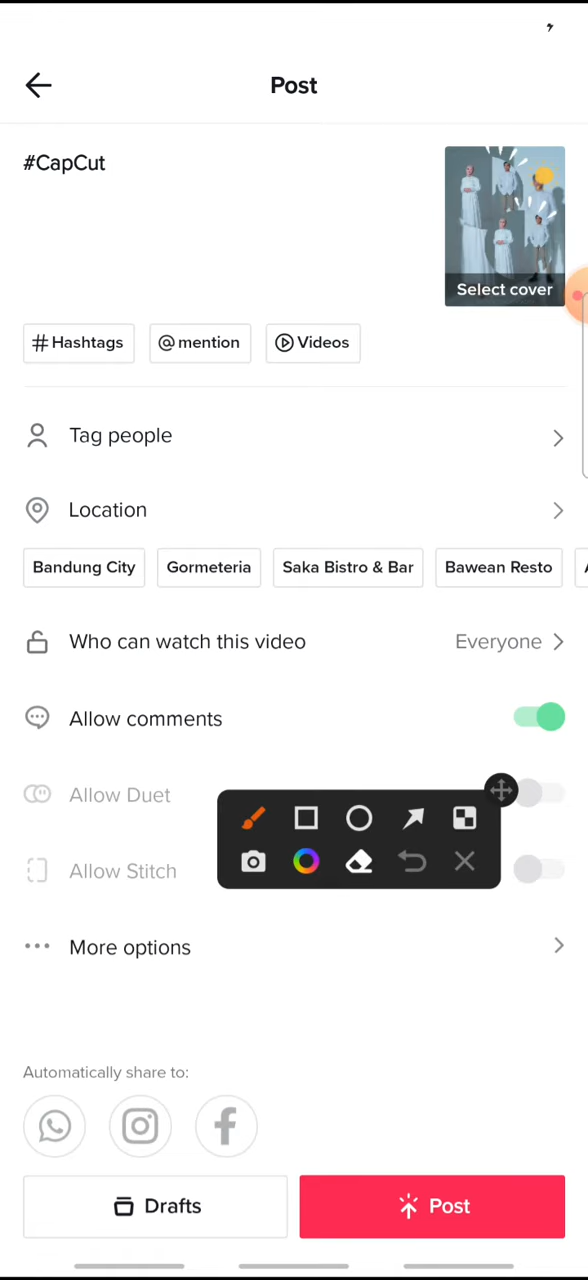 Post
#CapCut
Select cover
# Hashtags @ mention Videos
Tag people
Location
Bandung City Gormeteria Saka Bistro & Bar Bawean Resto
Who can watch this video Everyone
Allow comments
Allow Duet
Allow Stitch
More options
Automatically share to:
Drafts Post